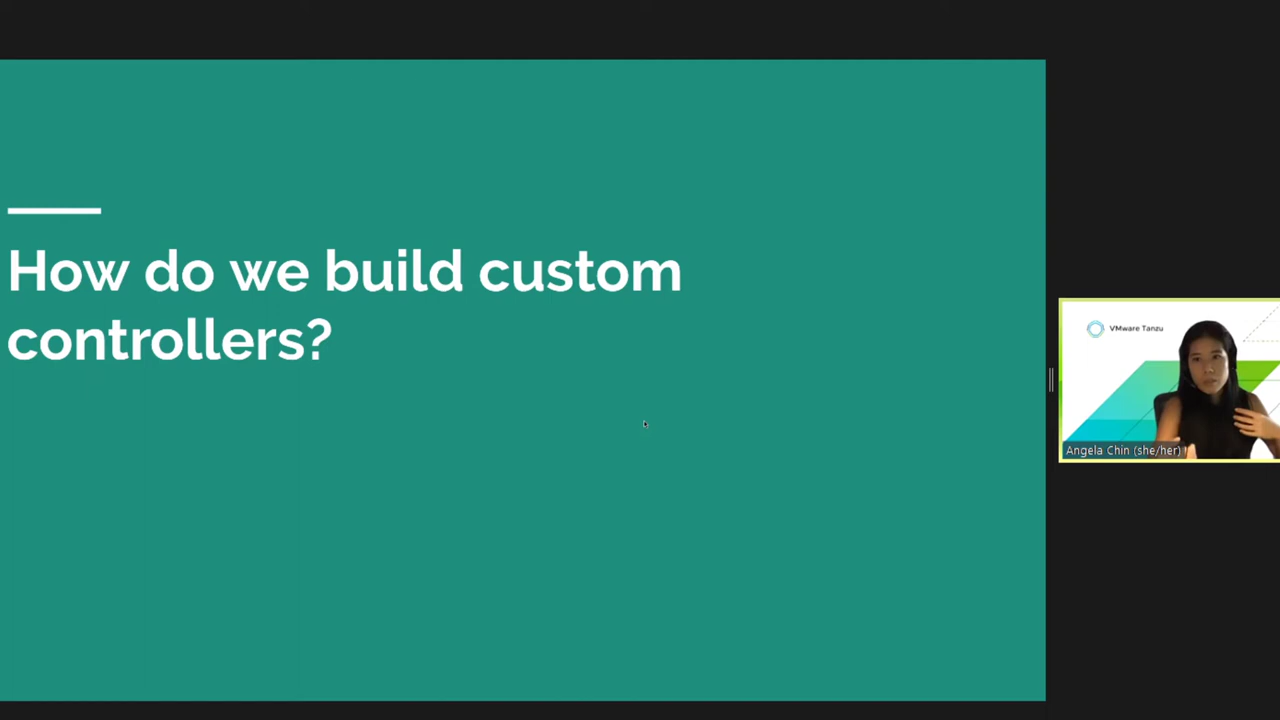 How do we build custom
controllers?
VMware Tanzu
Angela Chin (she/her)